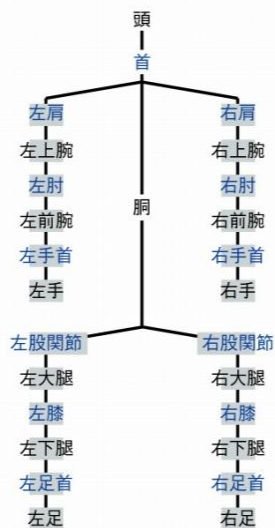 頭
首
左肩 右肩
左上腕 右上腕
左肘 右肘
胴
左前腕 右前腕
左手首 右手首
左手 右手
左股関節 右股関節
左大腿 右大腿
左膝 右膝
左下腿 右下腿
左足首 右足首
左足 右足